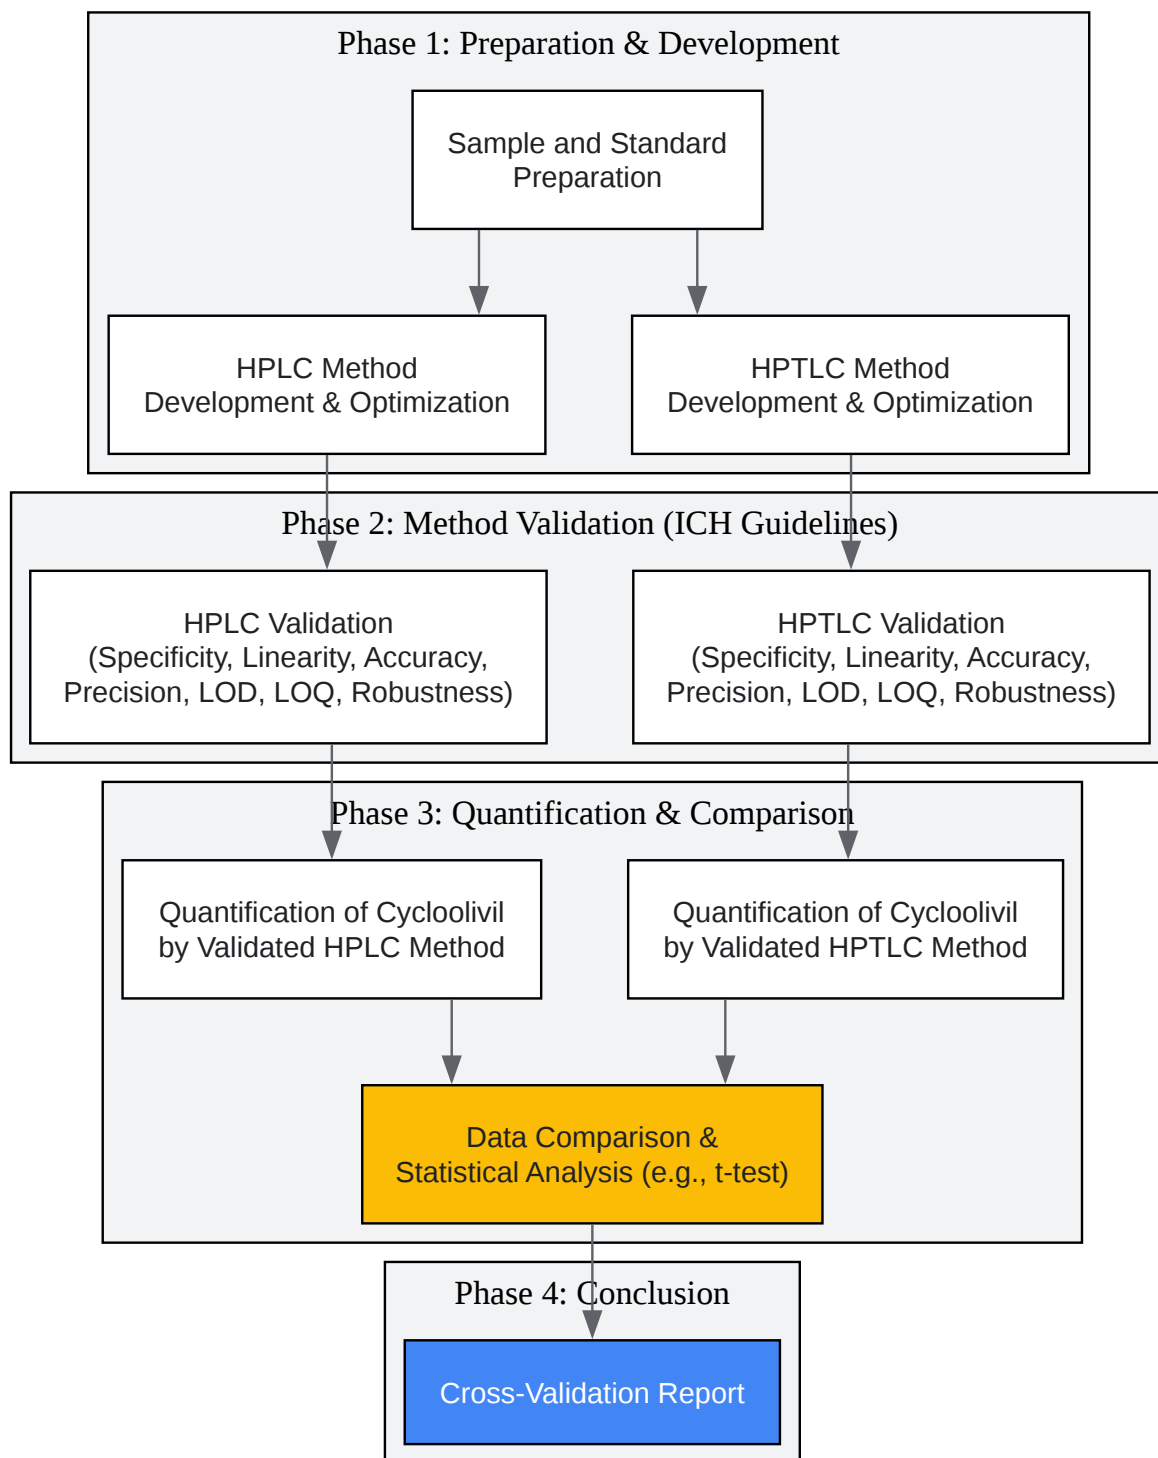 Phase 1: Preparation & Development
Sample and Standard
Preparation
HPLC Method
Development & Optimization
HPTLC Method
Development & Optimization
Phase 2: Method Validation (ICH Guidelines)
HPLC Validation
(Specificity, Linearity, Accuracy,
Precision, LOD, LOQ, Robustness)
HPTLC Validation
(Specificity, Linearity, Accuracy,
Precision, LOD, LOQ, Robustness)
Phase 3: Quantification & Comparison
Quantification of Cycloolivil
by Validated HPLC Method
Quantification of Cycloolivil
by Validated HPTLC Method
Data Comparison &
Statistical Analysis (e.g., t-test)
Phase 4: Conclusion
Cross-Validation Report